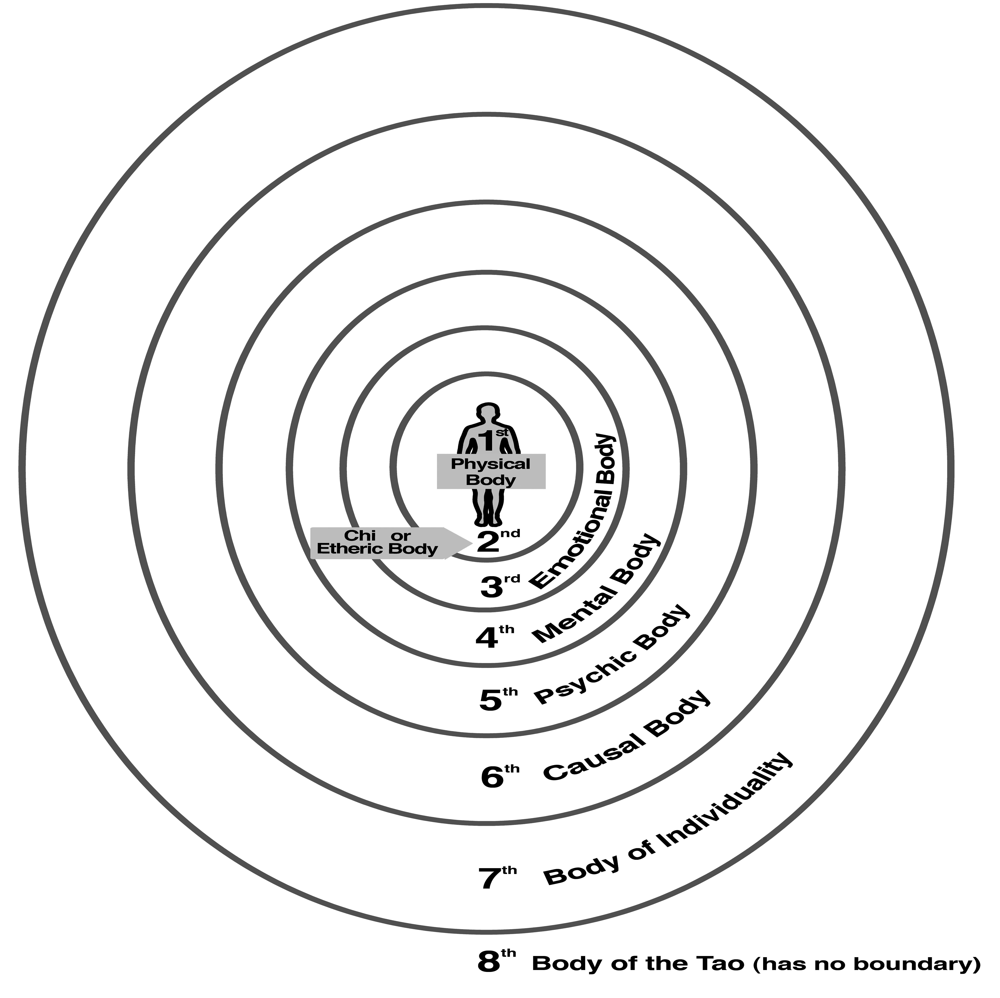 1st
Physical
Body
Chi or
Etheric Body
2nd
3rd Emotional Body
4th Mental Body
5th Psychic Body
6th Causal Body
7th Body of Individuality
8th Body of the Tao (has no boundary)